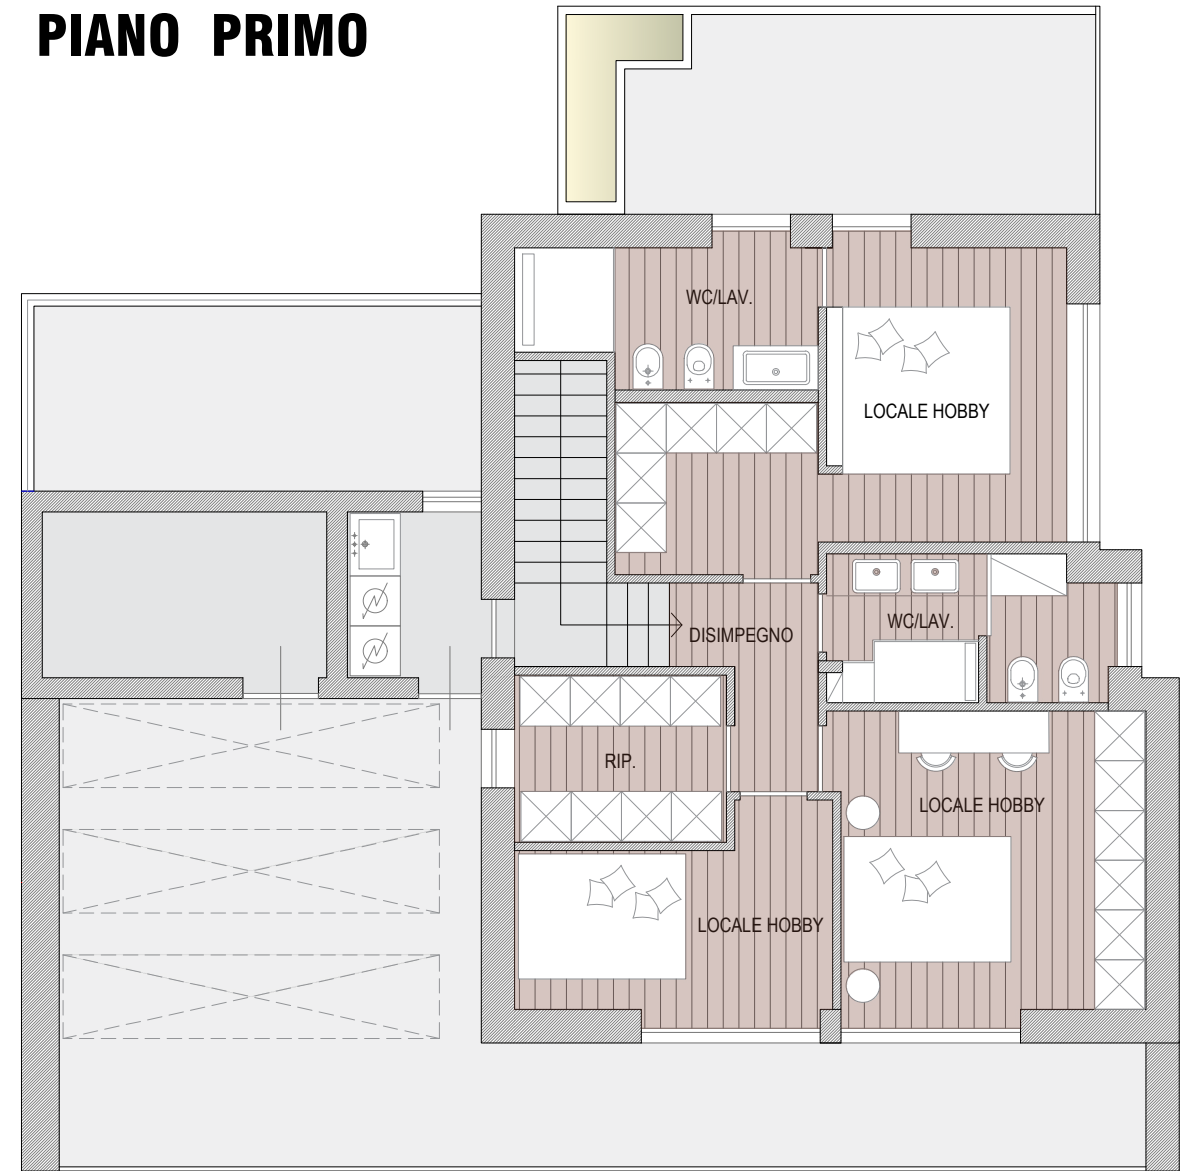 PIANO PRIMO
WC/LAV.
LOCALE HOBBY
DISIMPEGNO
WC/LAV.
RIP.
LOCALE HOBBY
LOCALE HOBBY